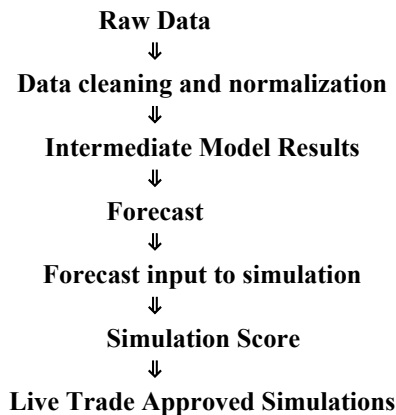 Raw Data
⇓
Data cleaning and normalization
⇓
Intermediate Model Results
⇓
Forecast
⇓
Forecast input to simulation
⇓
Simulation Score
⇓
Live Trade Approved Simulations